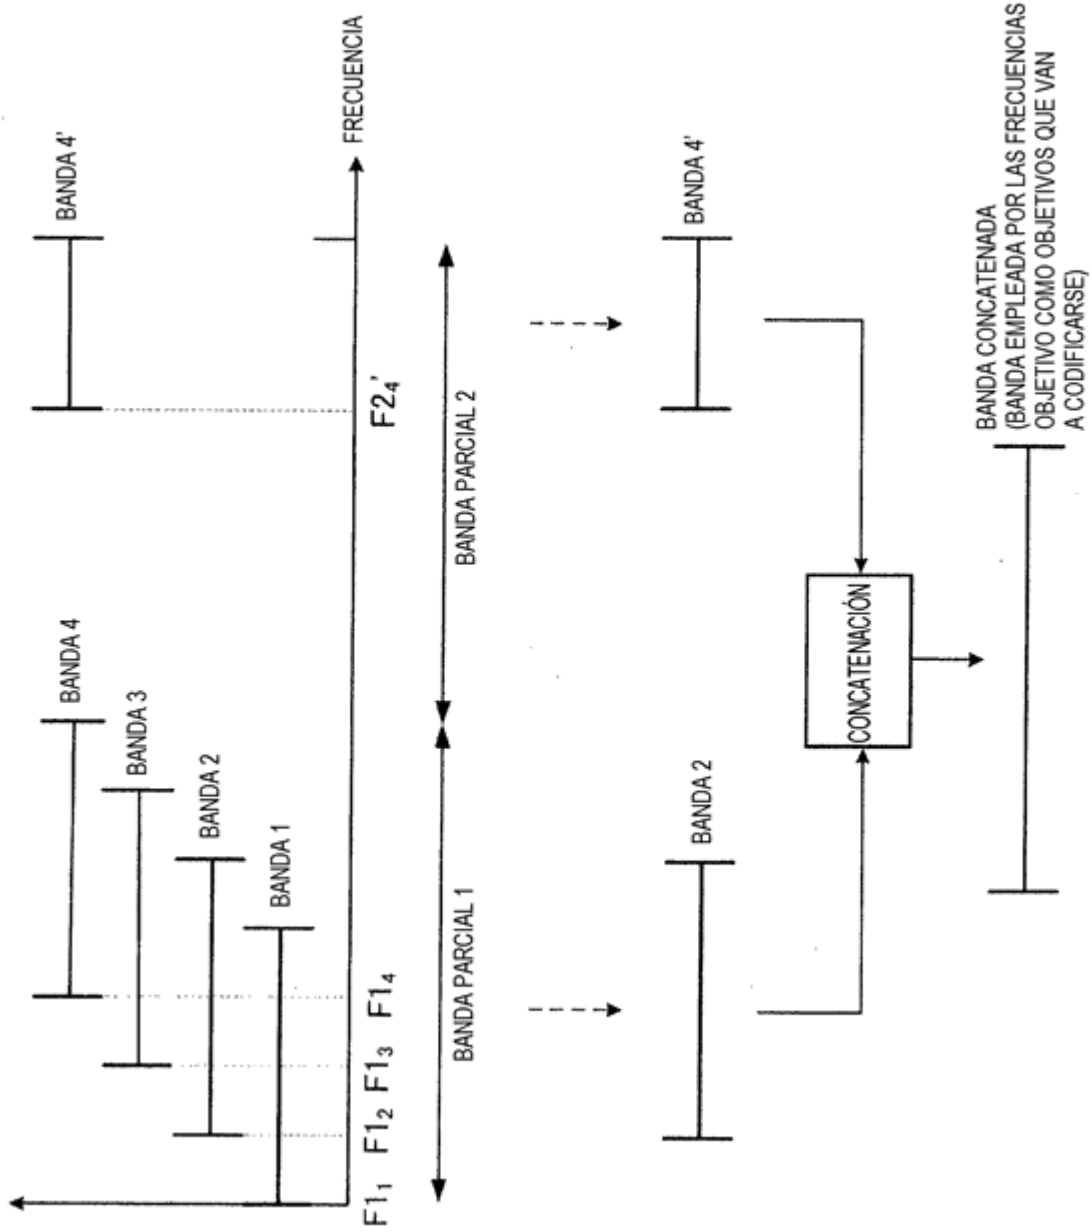 BANDA 4
BANDA 4'
BANDA 3
BANDA 2
BANDA 1
FRECUENCIA
F1₁ F1₂ F1₃ F1₄ F2₄'
BANDA PARCIAL 1
BANDA PARCIAL 2
BANDA 2
BANDA 4'
CONCATENACIÓN
BANDA CONCATENADA
(BANDA EMPLEADA POR LAS FRECUENCIAS
OBJETIVO COMO OBJETIVOS QUE VAN
A CODIFICARSE)